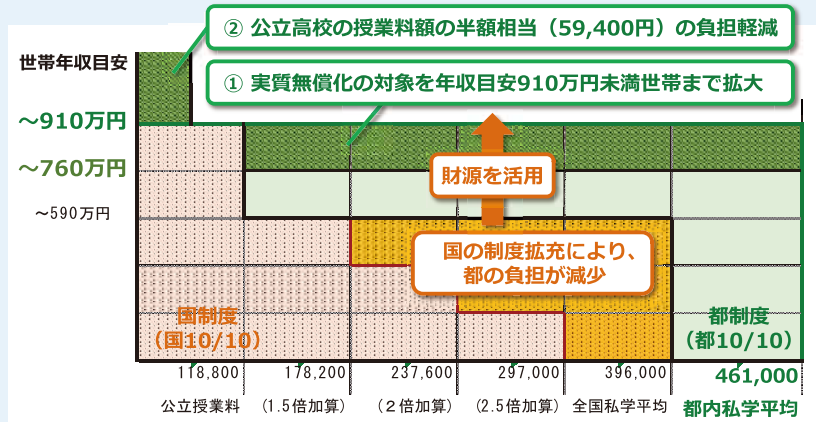 ② 公立高校の授業料額の半額相当（59,400円）の負担軽減
世帯年収目安
① 実質無償化の対象を年収目安910万円未満世帯まで拡大
～910万円
～760万円
財源を活用
～590万円
国の制度拡充により、
都の負担が減少
国制度
（国10/10）
都制度
（都10/10）
118,800 178,200 237,600 297,000 396,000 461,000
公立授業料 （1.5倍加算） （２倍加算） （2.5倍加算） 全国私学平均 都内私学平均